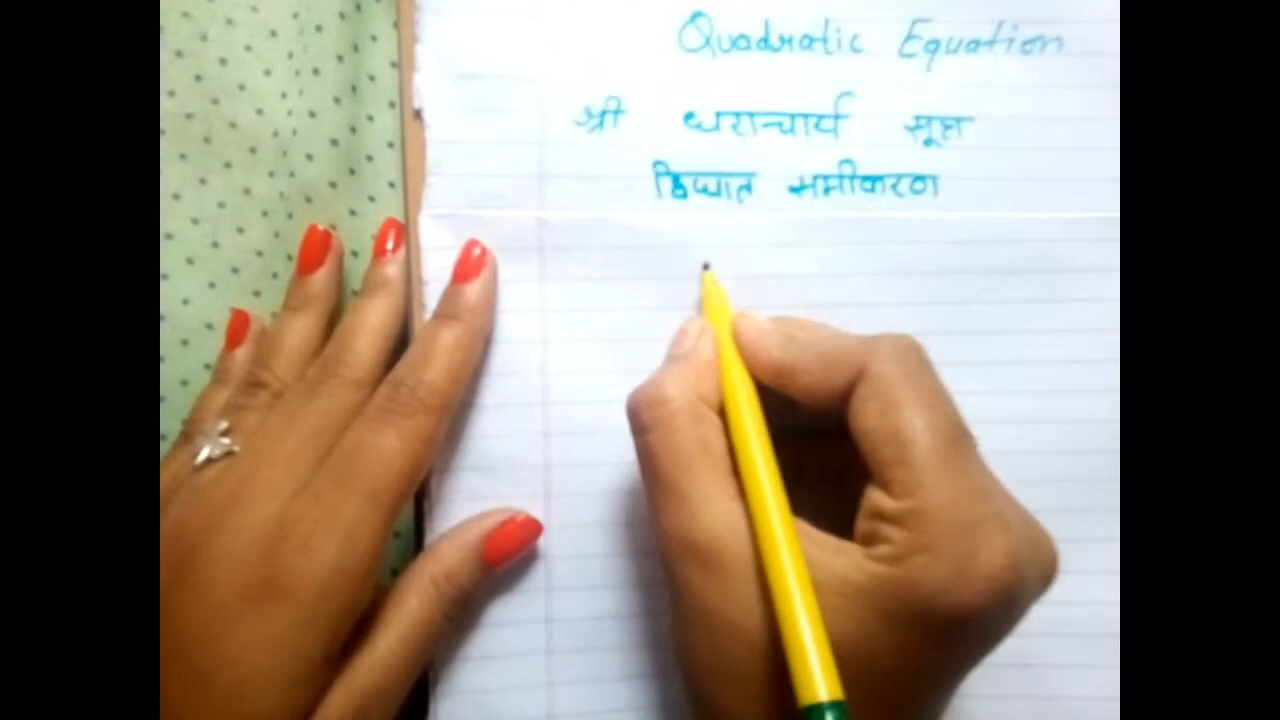 Quadratic Equation
श्री धराचार्य सूत्र
द्विघात समीकरण